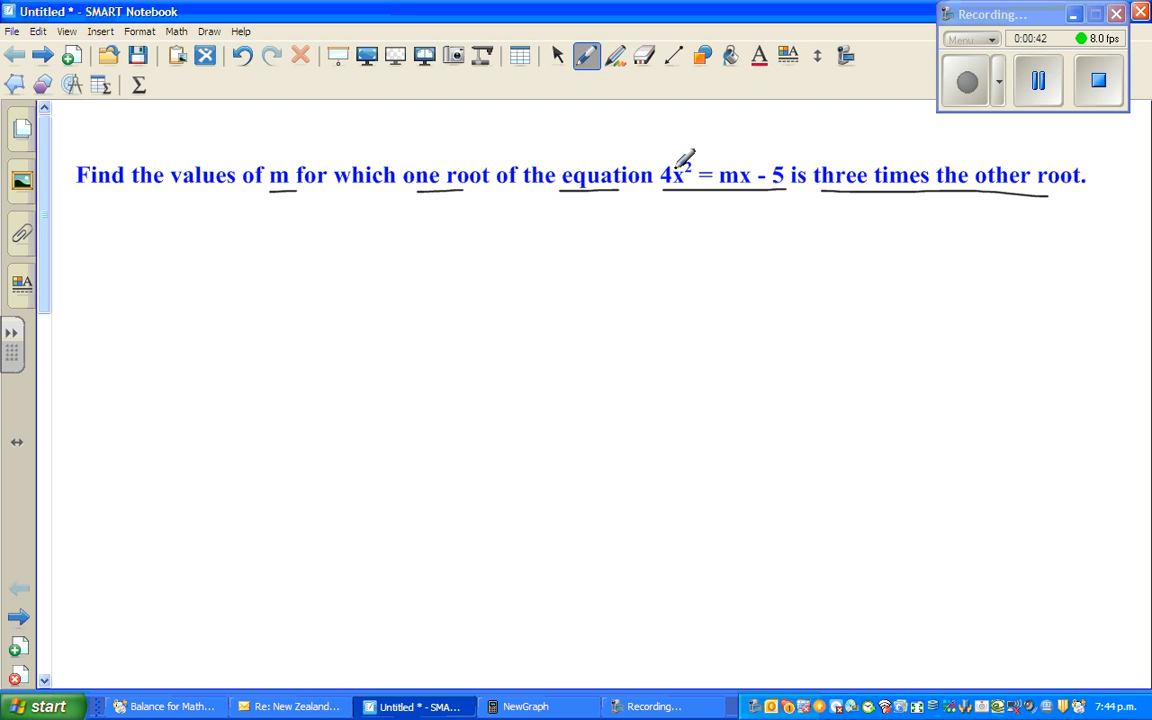 Untitled * - SMART Notebook
Recording...
File Edit View Insert Format Math Draw Help
Menu 0:00:42 8.0 fps
Find the values of m for which one root of the equation 4x² = mx - 5 is three times the other root.
start Balance for Math... Re: New Zealand... Untitled * - SMA... NewGraph Recording... 7:44 p.m.